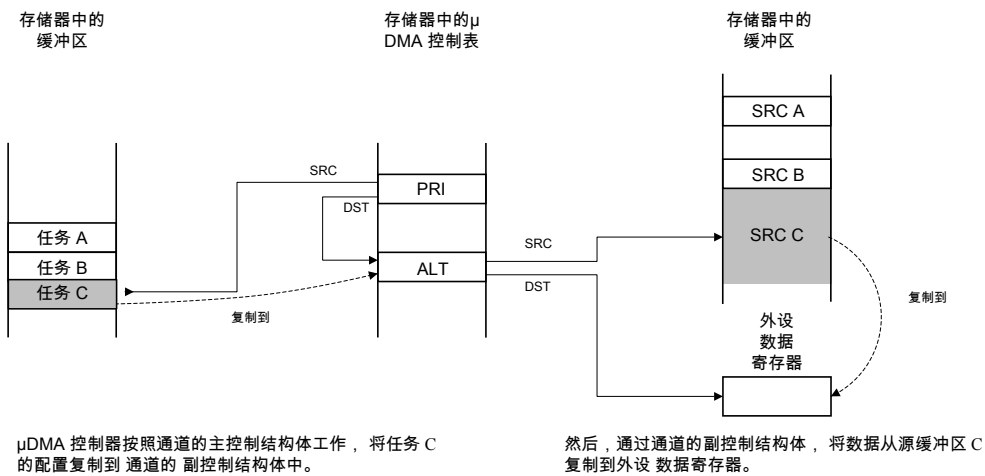 存储器中的
缓冲区
存储器中的μ
DMA 控制表
存储器中的
缓冲区
SRC A
SRC B
SRC C
SRC
PRI
DST
任务 A
任务 B
任务 C
SRC
ALT
DST
复制到
复制到
外设
数据
寄存器
μDMA 控制器按照通道的主控制结构体工作， 将任务 C
的配置复制到 通道的 副控制结构体中。
然后，通过通道的副控制结构体， 将数据从源缓冲区 C
复制到外设 数据寄存器。